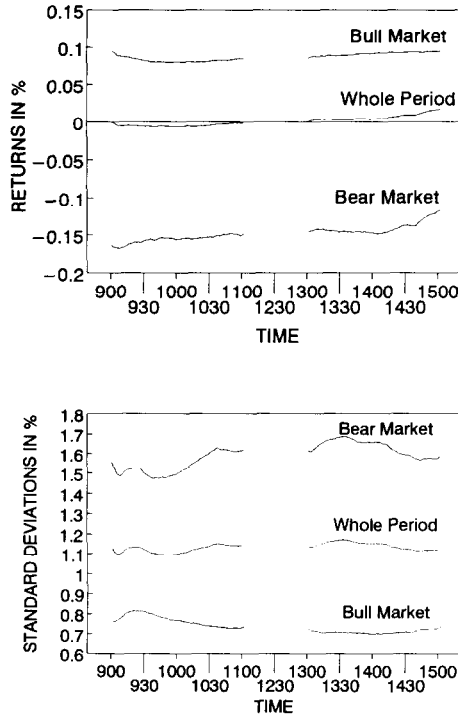 0.15
Bull Market
0.1
0.05
Whole Period
0
−0.05
Bear Market
−0.1
−0.15
−0.2
RETURNS IN %
900 1000 1100 1300 1400 1500
930 1030 1230 1330 1430
TIME
1.8
Bear Market
1.7
1.6
1.5
1.4
1.3
Whole Period
1.2
1.1
1
0.9
Bull Market
0.8
0.7
0.6
STANDARD DEVIATIONS IN %
900 1000 1100 1300 1400 1500
930 1030 1230 1330 1430
TIME